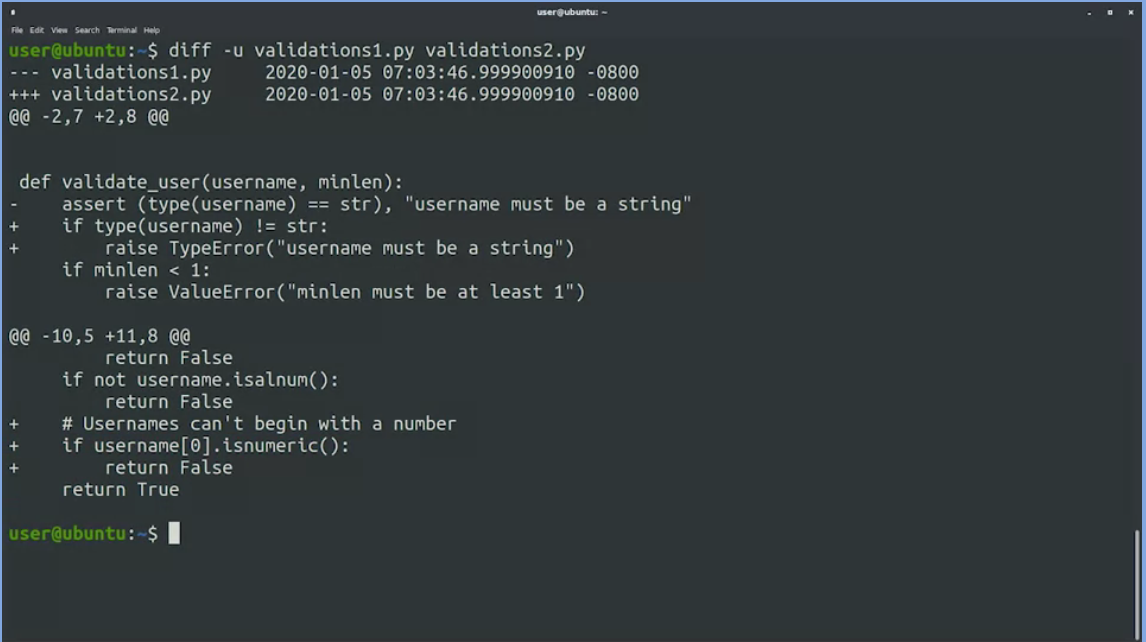 user@ubuntu: ~
File Edit View Search Terminal Help
user@ubuntu:~$ diff -u validations1.py validations2.py
--- validations1.py     2020-01-05 07:03:46.999900910 -0800
+++ validations2.py     2020-01-05 07:03:46.999900910 -0800
@@ -2,7 +2,8 @@
 def validate_user(username, minlen):
-    assert (type(username) == str), "username must be a string"
+    if type(username) != str:
+        raise TypeError("username must be a string")
     if minlen < 1:
         raise ValueError("minlen must be at least 1")
@@ -10,5 +11,8 @@
         return False
     if not username.isalnum():
         return False
+    # Usernames can't begin with a number
+    if username[0].isnumeric():
+        return False
     return True
user@ubuntu:~$